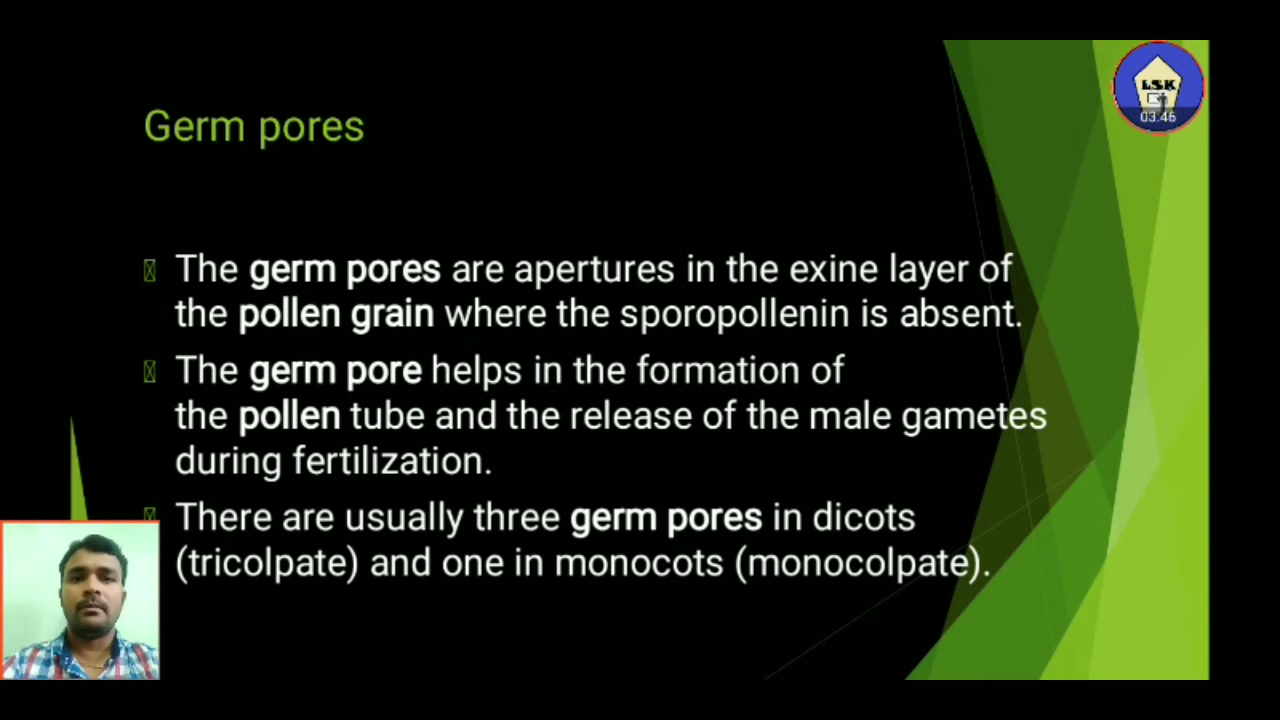 LSK
03:46
Germ pores
The germ pores are apertures in the exine layer of
the pollen grain where the sporopollenin is absent.
The germ pore helps in the formation of
the pollen tube and the release of the male gametes
during fertilization.
There are usually three germ pores in dicots
(tricolpate) and one in monocots (monocolpate).